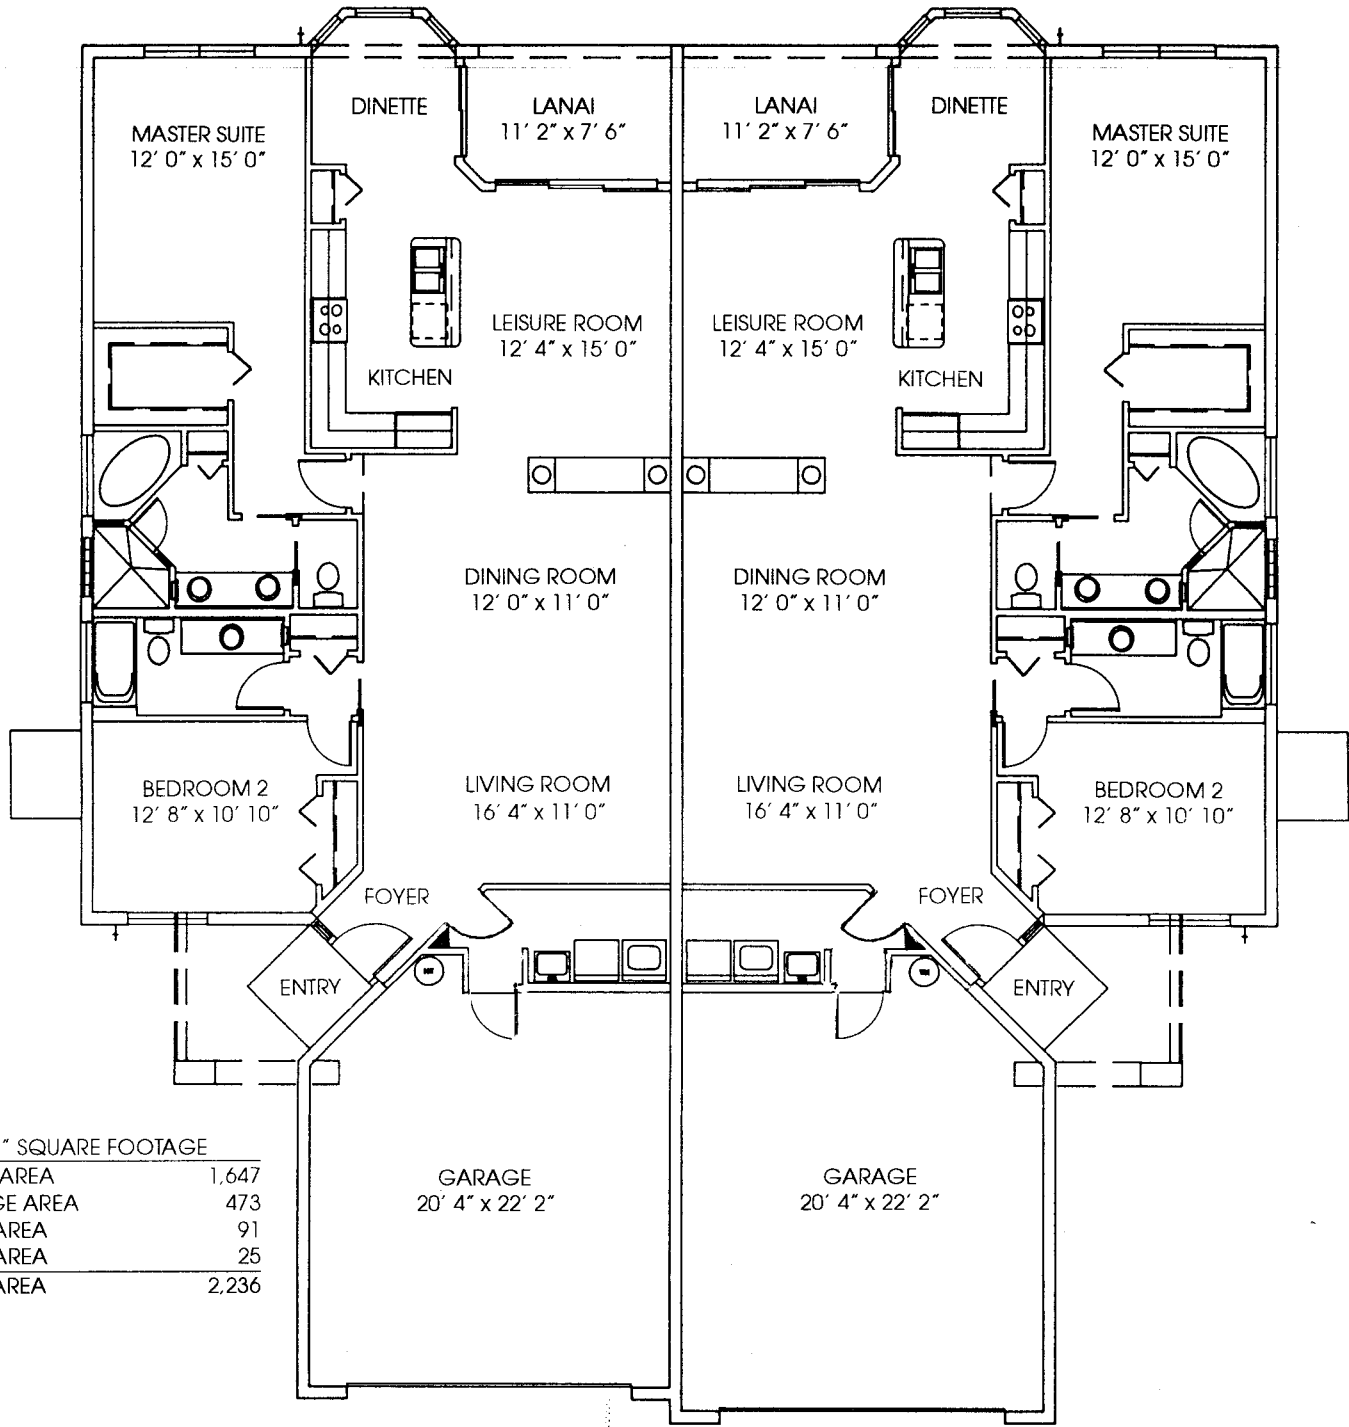 DINETTE
LANAI
11' 2" x 7' 6"
LANAI
11' 2" x 7' 6"
DINETTE
MASTER SUITE
12' 0" x 15' 0"
MASTER SUITE
12' 0" x 15' 0"
LEISURE ROOM
12' 4" x 15' 0"
LEISURE ROOM
12' 4" x 15' 0"
KITCHEN
KITCHEN
DINING ROOM
12' 0" x 11' 0"
DINING ROOM
12' 0" x 11' 0"
BEDROOM 2
12' 8" x 10' 10"
LIVING ROOM
16' 4" x 11' 0"
LIVING ROOM
16' 4" x 11' 0"
BEDROOM 2
12' 8" x 10' 10"
FOYER
FOYER
ENTRY
ENTRY
" SQUARE FOOTAGE
AREA 1,647
GE AREA 473
AREA 91
AREA 25
AREA 2,236
GARAGE
20' 4" x 22' 2"
GARAGE
20' 4" x 22' 2"